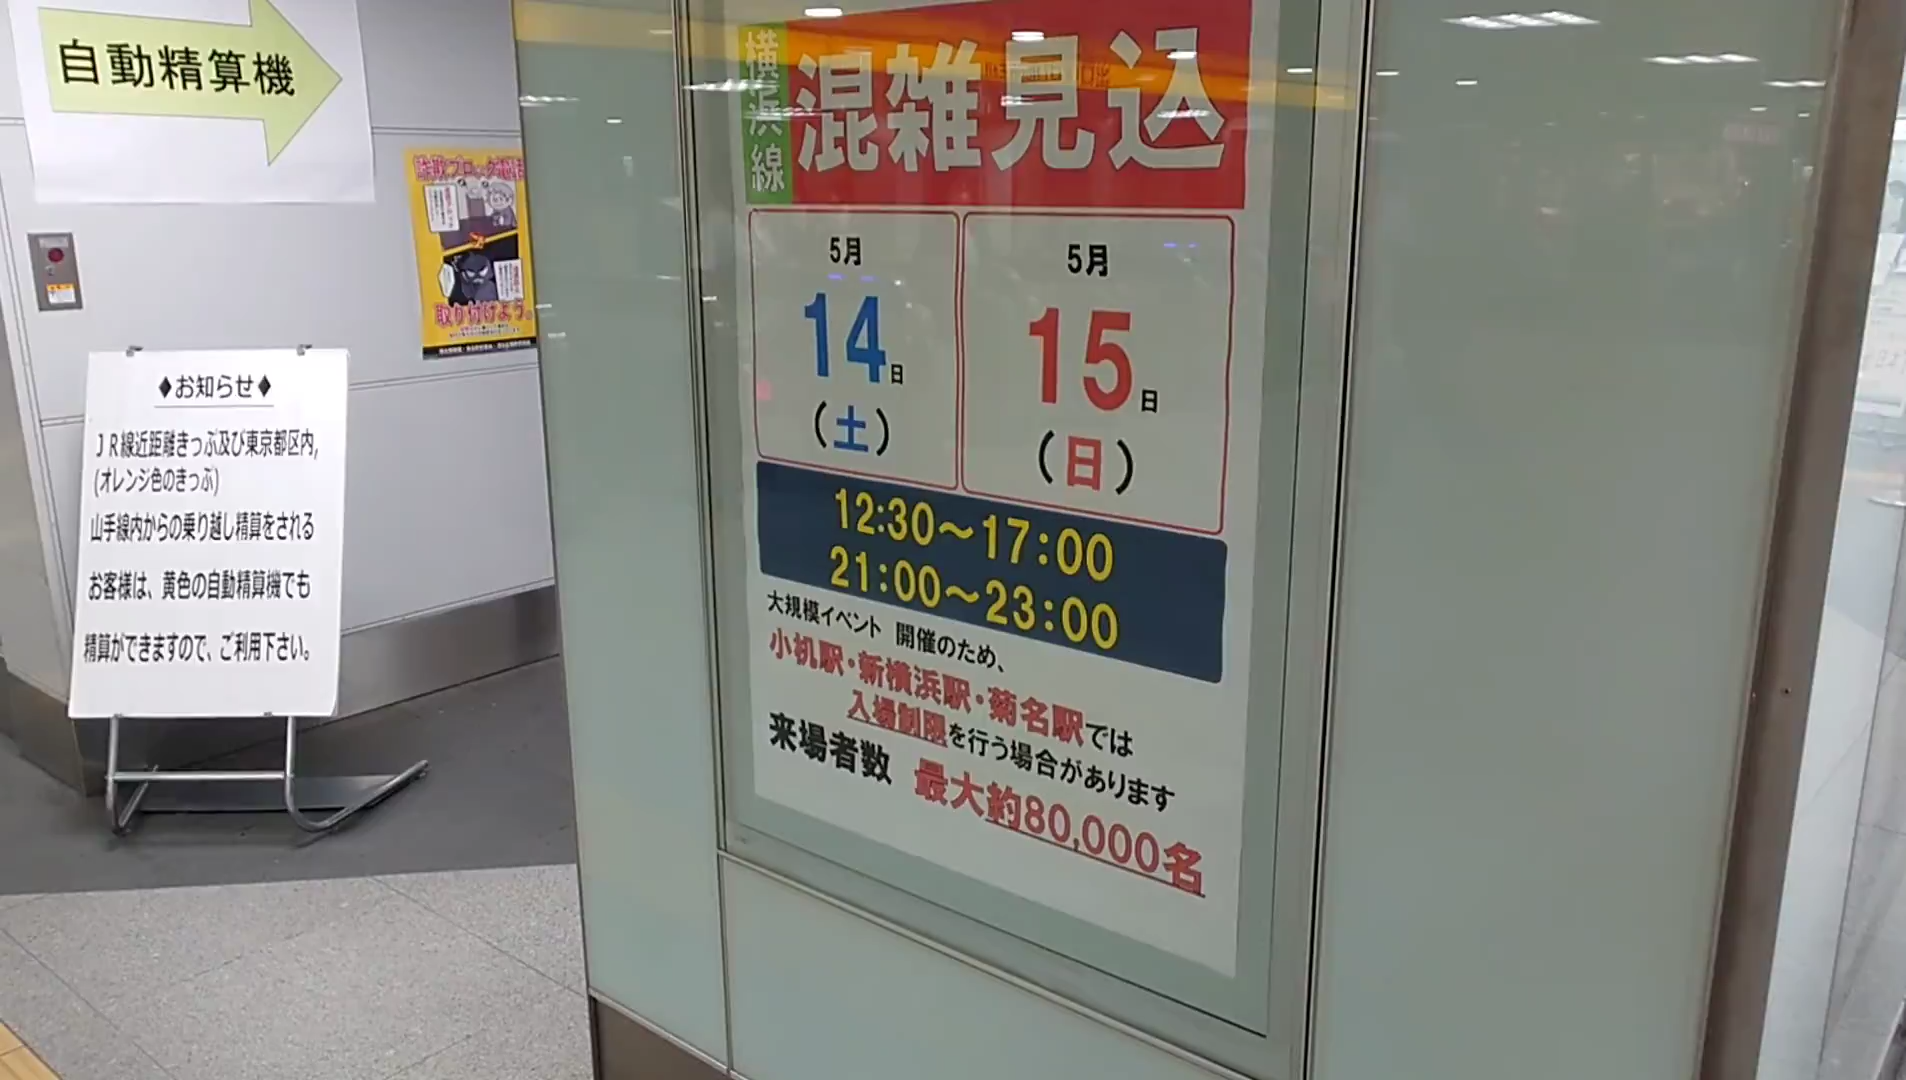 自動精算機
取り付けよう。
◆お知らせ◆
JR線近距離きっぷ及び東京都区内,
(オレンジ色のきっぷ)
山手線内からの乗り越し精算をされる
お客様は、黄色の自動精算機でも
精算ができますので、ご利用下さい。
横浜線
混雑見込
5月
14日
(土)
5月
15日
(日)
12:30～17:00
21:00～23:00
大規模イベント 開催のため、
小机駅・新横浜駅・菊名駅では
入場制限を行う場合があります
来場者数 最大約80,000名